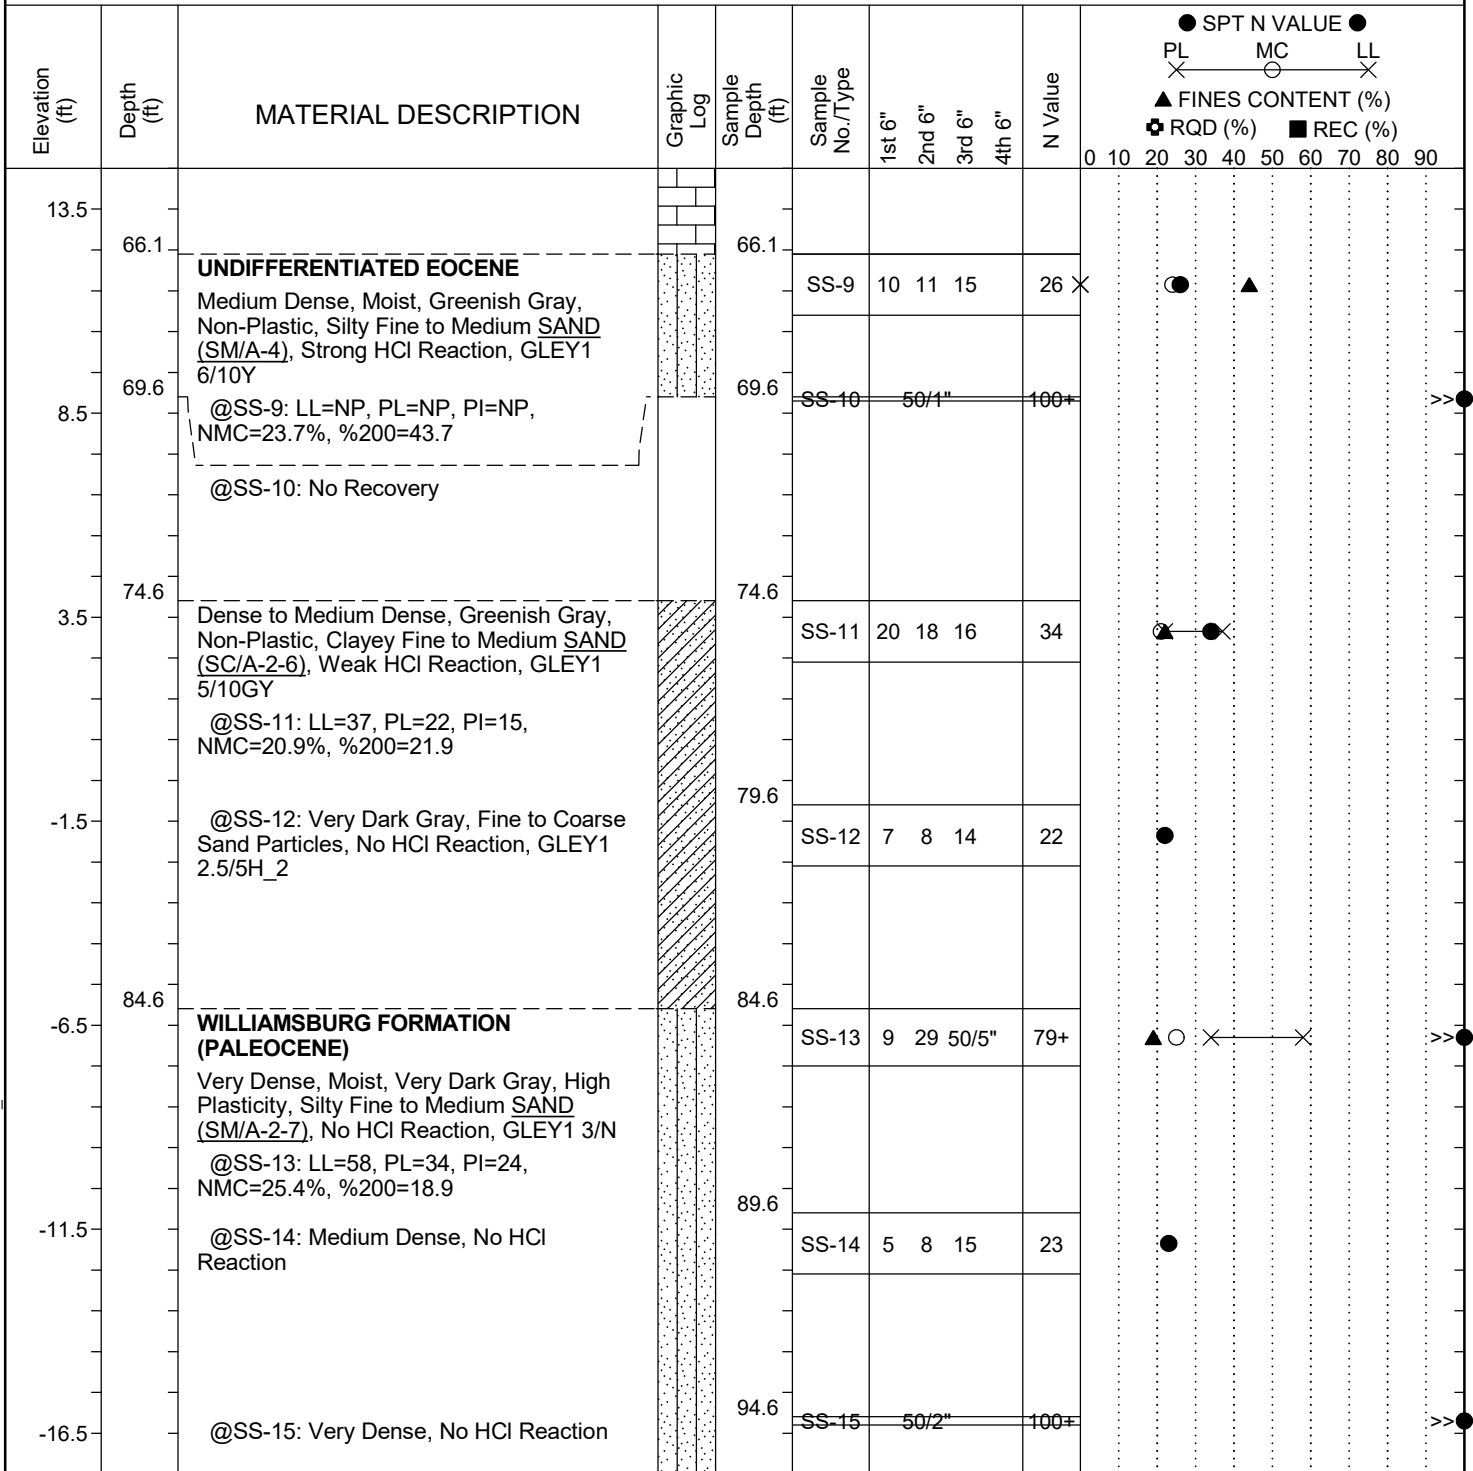 ● SPT N VALUE ●
PL MC LL
▲ FINES CONTENT (%)
RQD (%) ■ REC (%)
Elevation (ft)
Depth (ft)
MATERIAL DESCRIPTION
Graphic Log
Sample Depth (ft)
Sample No./Type
1st 6"
2nd 6"
3rd 6"
4th 6"
N Value
0 10 20 30 40 50 60 70 80 90
13.5
66.1 66.1
UNDIFFERENTIATED EOCENE
SS-9 10 11 15 26
Medium Dense, Moist, Greenish Gray,
Non-Plastic, Silty Fine to Medium SAND
(SM/A-4), Strong HCl Reaction, GLEY1
6/10Y
69.6 69.6
SS-10 50/1" 100+ >>
8.5
@SS-9: LL=NP, PL=NP, PI=NP,
NMC=23.7%, %200=43.7
@SS-10: No Recovery
74.6 74.6
3.5
Dense to Medium Dense, Greenish Gray,
Non-Plastic, Clayey Fine to Medium SAND
(SC/A-2-6), Weak HCl Reaction, GLEY1
5/10GY
SS-11 20 18 16 34
@SS-11: LL=37, PL=22, PI=15,
NMC=20.9%, %200=21.9
79.6
-1.5
@SS-12: Very Dark Gray, Fine to Coarse
Sand Particles, No HCl Reaction, GLEY1
2.5/5H_2
SS-12 7 8 14 22
84.6 84.6
-6.5
WILLIAMSBURG FORMATION
(PALEOCENE)
SS-13 9 29 50/5" 79+ >>
Very Dense, Moist, Very Dark Gray, High
Plasticity, Silty Fine to Medium SAND
(SM/A-2-7), No HCl Reaction, GLEY1 3/N
@SS-13: LL=58, PL=34, PI=24,
NMC=25.4%, %200=18.9
89.6
-11.5
@SS-14: Medium Dense, No HCl
Reaction
SS-14 5 8 15 23
94.6
SS-15 50/2" 100+ >>
-16.5
@SS-15: Very Dense, No HCl Reaction